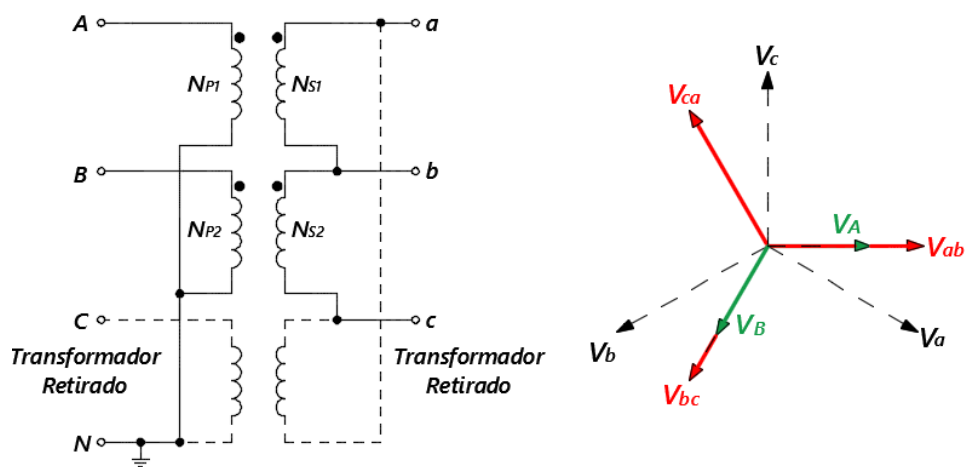 A
a
NP1
NS1
B
b
NP2
NS2
C
c
Transformador
Retirado
Transformador
Retirado
N
Vc
Vca
VA
Vab
VB
Vb
Va
Vbc